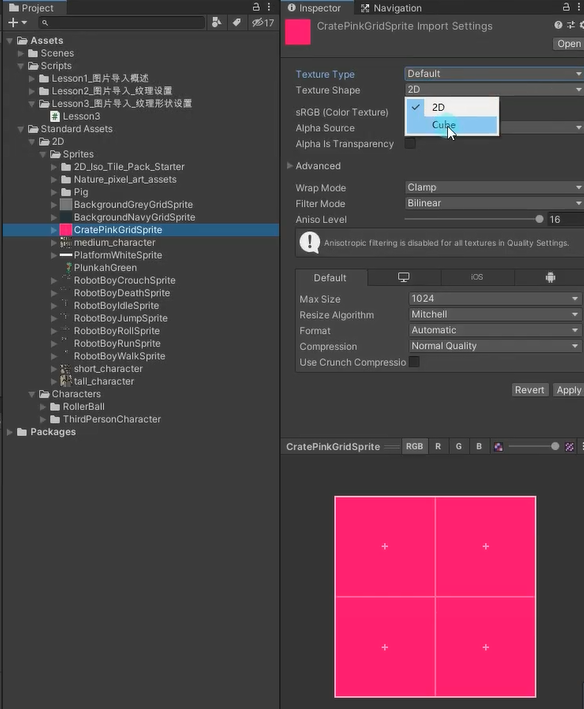 Project
17
Assets
Scenes
Scripts
Lesson1_图片导入概述
Lesson2_图片导入_纹理设置
Lesson3_图片导入_纹理形状设置
Lesson3
Standard Assets
2D
Sprites
2D_Iso_Tile_Pack_Starter
Nature_pixel_art_assets
Pig
BackgroundGreyGridSprite
BackgroundNavyGridSprite
CratePinkGridSprite
medium_character
PlatformWhiteSprite
PlunkahGreen
RobotBoyCrouchSprite
RobotBoyDeathSprite
RobotBoyIdleSprite
RobotBoyJumpSprite
RobotBoyRollSprite
RobotBoyRunSprite
RobotBoyWalkSprite
short_character
tall_character
Characters
RollerBall
ThirdPersonCharacter
Packages
Inspector Navigation
CratePinkGridSprite Import Settings
Open
Texture Type Default
Texture Shape 2D
2D
sRGB (Color Texture)
Cube
Alpha Source
Alpha Is Transparency
Advanced
Wrap Mode Clamp
Filter Mode Bilinear
Aniso Level 16
Anisotropic filtering is disabled for all textures in Quality Settings.
Default iOS
Max Size 1024
Resize Algorithm Mitchell
Format Automatic
Compression Normal Quality
Use Crunch Compressio
Revert Apply
CratePinkGridSprite RGB R G B